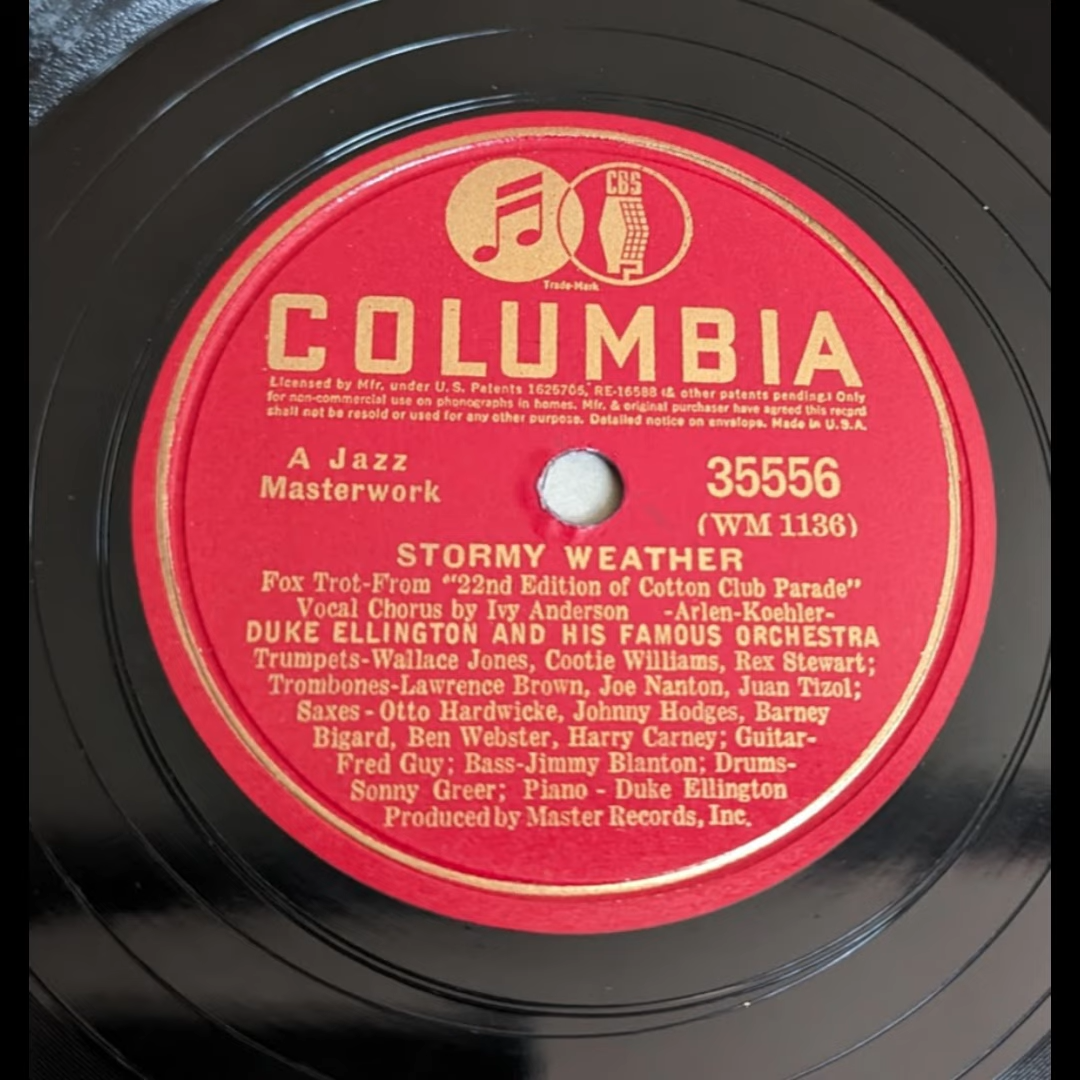 CBS
Trade-Mark
COLUMBIA
Licensed by Mfr. under U.S. Patents 1625705, RE-16588 (& other patents pending) Only
for non-commercial use on phonographs in homes. Mfr. & original purchaser have agreed this record
shall not be resold or used for any other purpose. Detailed notice on envelope. Made in U.S.A.
A Jazz
Masterwork
35556
(WM 1136)
STORMY WEATHER
Fox Trot-From "22nd Edition of Cotton Club Parade"
Vocal Chorus by Ivy Anderson -Arlen-Koehler-
DUKE ELLINGTON AND HIS FAMOUS ORCHESTRA
Trumpets-Wallace Jones, Cootie Williams, Rex Stewart;
Trombones-Lawrence Brown, Joe Nanton, Juan Tizol;
Saxes - Otto Hardwicke, Johnny Hodges, Barney
Bigard, Ben Webster, Harry Carney; Guitar-
Fred Guy; Bass-Jimmy Blanton; Drums-
Sonny Greer; Piano - Duke Ellington
Produced by Master Records, Inc.